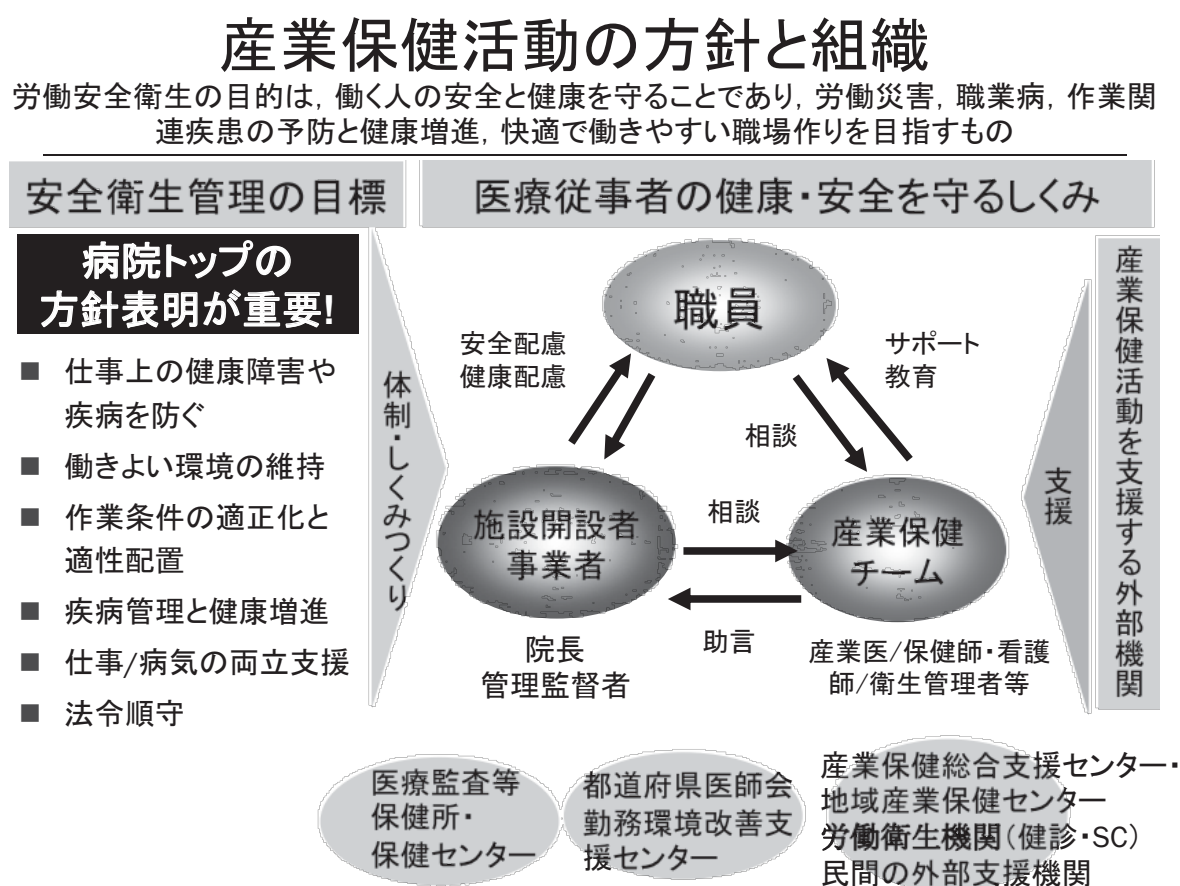 産業保健活動の方針と組織
労働安全衛生の目的は，働く人の安全と健康を守ることであり，労働災害，職業病，作業関
連疾患の予防と健康増進，快適で働きやすい職場作りを目指すもの
安全衛生管理の目標
医療従事者の健康・安全を守るしくみ
病院トップの
方針表明が重要!
■ 仕事上の健康障害や
疾病を防ぐ
■ 働きよい環境の維持
■ 作業条件の適正化と
適性配置
■ 疾病管理と健康増進
■ 仕事/病気の両立支援
■ 法令順守
体制・しくみつくり
職員
安全配慮
健康配慮
サポート
教育
相談
施設開設者
事業者
相談
産業保健
チーム
助言
院長
管理監督者
産業医/保健師・看護
師/衛生管理者等
支援
産業保健活動を支援する外部機関
医療監査等
保健所・
保健センター
都道府県医師会
勤務環境改善支
援センター
産業保健総合支援センター・
地域産業保健センター
労働衛生機関（健診・SC）
民間の外部支援機関